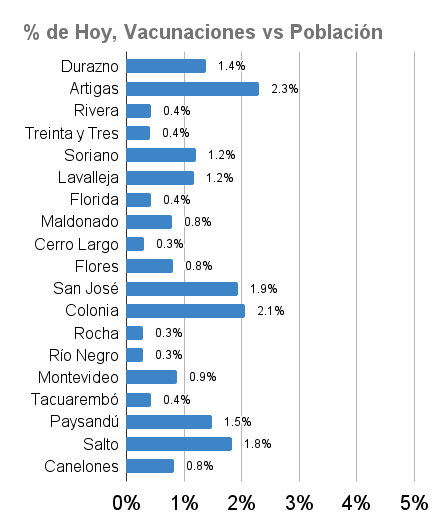 % de Hoy, Vacunaciones vs Población
Durazno 1.4%
Artigas 2.3%
Rivera 0.4%
Treinta y Tres 0.4%
Soriano 1.2%
Lavalleja 1.2%
Florida 0.4%
Maldonado 0.8%
Cerro Largo 0.3%
Flores 0.8%
San José 1.9%
Colonia 2.1%
Rocha 0.3%
Río Negro 0.3%
Montevideo 0.9%
Tacuarembó 0.4%
Paysandú 1.5%
Salto 1.8%
Canelones 0.8%
0% 1% 2% 3% 4% 5%